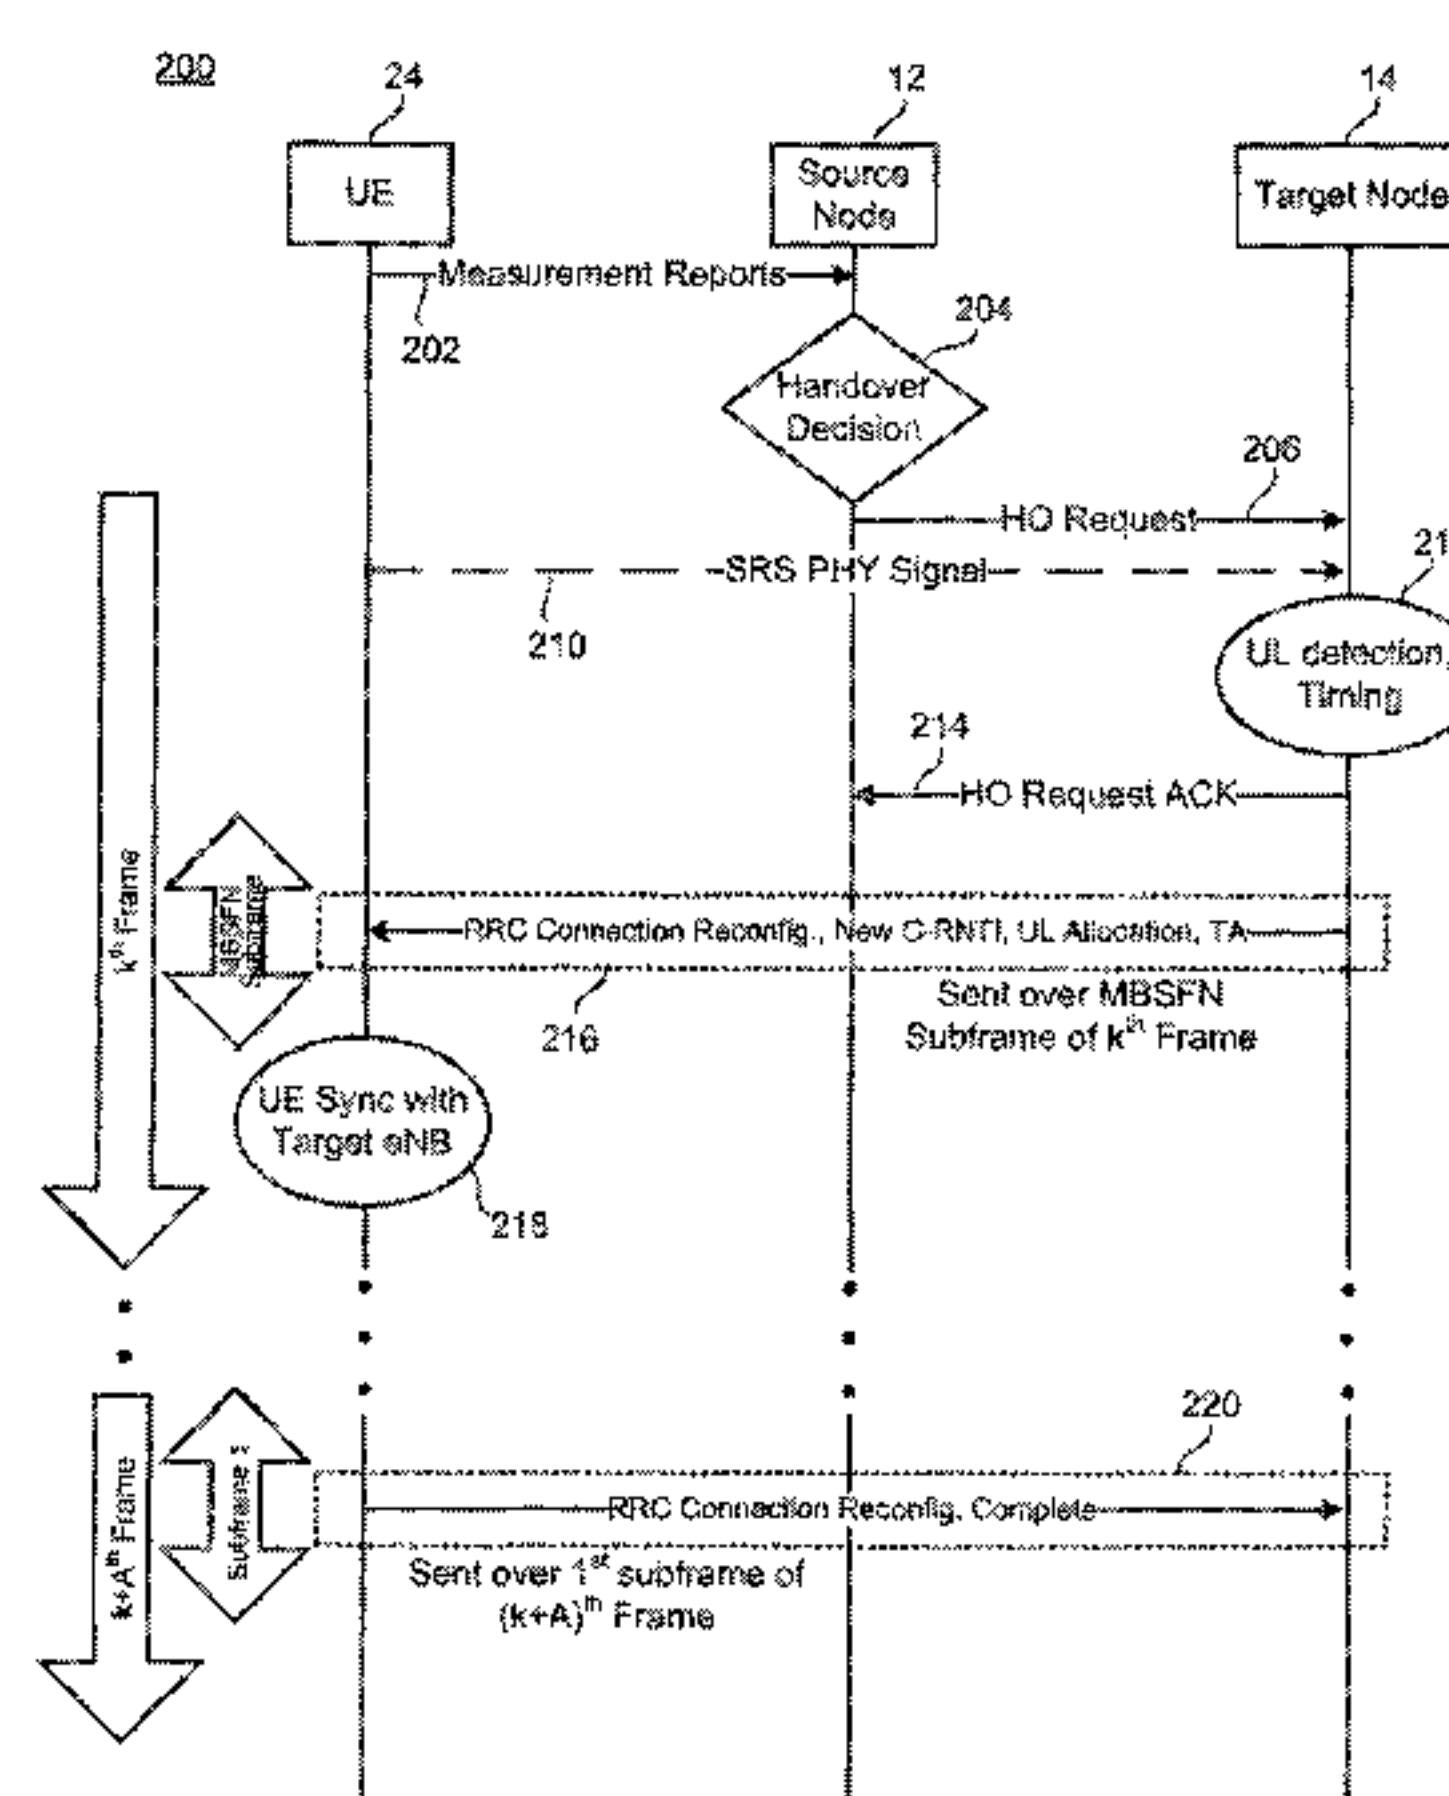 200
24
12
14
UE
Source
Node
Target Node
Measurement Reports
202
204
Handover
Decision
206
HO Request
SRS PHY Signal
210
UL detection,
Timing
214
HO Request ACK
kth Frame
MBSFN
Subframe
RRC Connection Reconfig., New C-RNTI, UL Allocation, TA
216
Sent over MBSFN
Subframe of kth Frame
UE Sync with
Target eNB
218
220
k+Ath Frame
Subframe
RRC Connection Reconfig. Complete
Sent over 1st subframe of
(k+A)th Frame